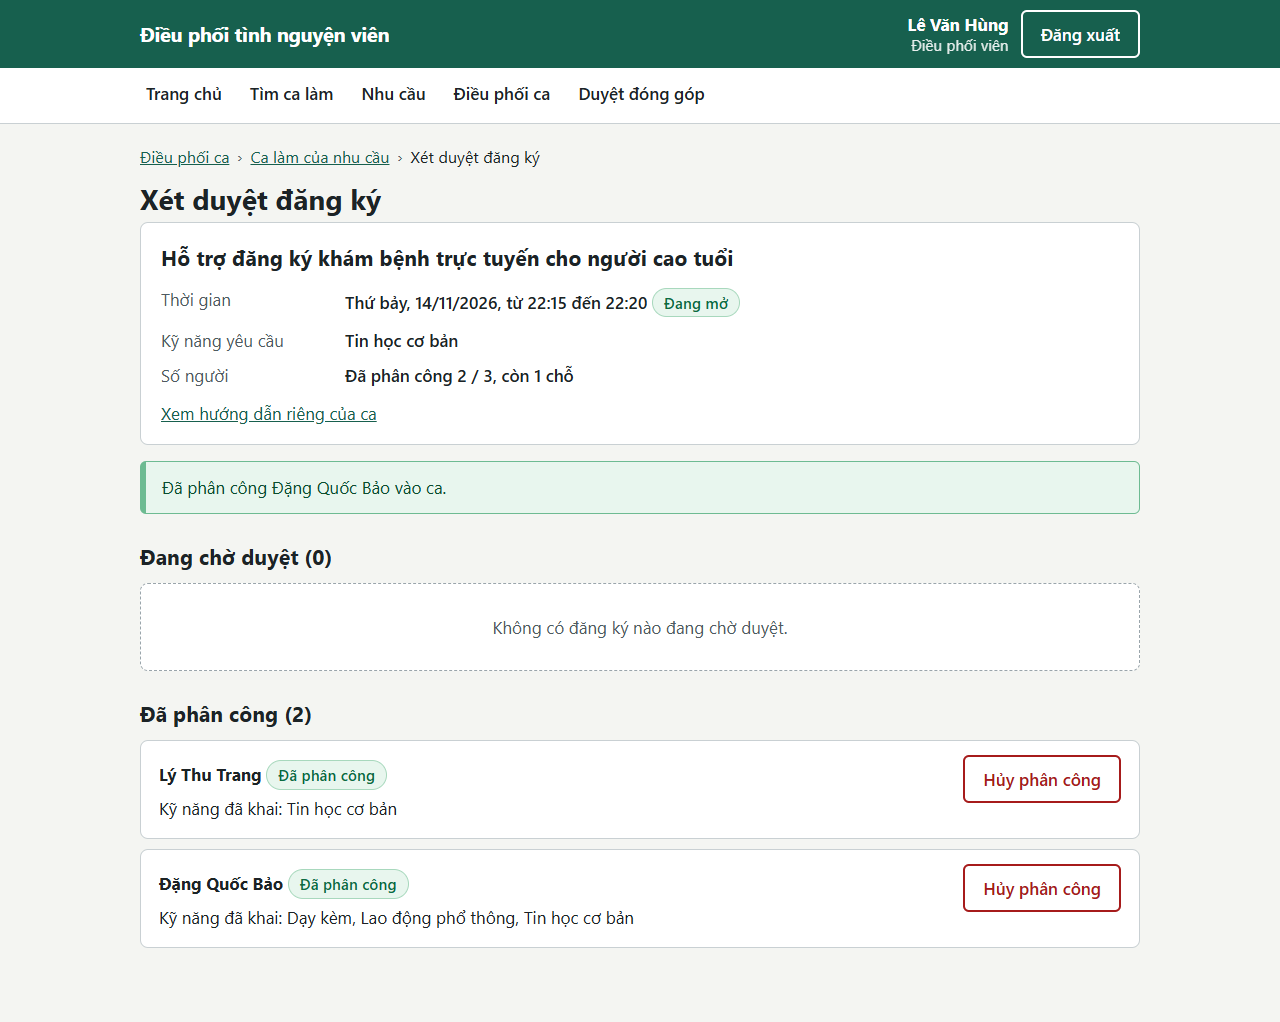 Điều phối tình nguyện viên
Lê Văn Hùng
Điều phối viên
Đăng xuất
Trang chủ
Tìm ca làm
Nhu cầu
Điều phối ca
Duyệt đóng góp
Điều phối ca › Ca làm của nhu cầu › Xét duyệt đăng ký
Xét duyệt đăng ký
Hỗ trợ đăng ký khám bệnh trực tuyến cho người cao tuổi
Thời gian
Thứ bảy, 14/11/2026, từ 22:15 đến 22:20 Đang mở
Kỹ năng yêu cầu
Tin học cơ bản
Số người
Đã phân công 2 / 3, còn 1 chỗ
Xem hướng dẫn riêng của ca
Đã phân công Đặng Quốc Bảo vào ca.
Đang chờ duyệt (0)
Không có đăng ký nào đang chờ duyệt.
Đã phân công (2)
Lý Thu Trang Đã phân công
Kỹ năng đã khai: Tin học cơ bản
Hủy phân công
Đặng Quốc Bảo Đã phân công
Kỹ năng đã khai: Dạy kèm, Lao động phổ thông, Tin học cơ bản
Hủy phân công